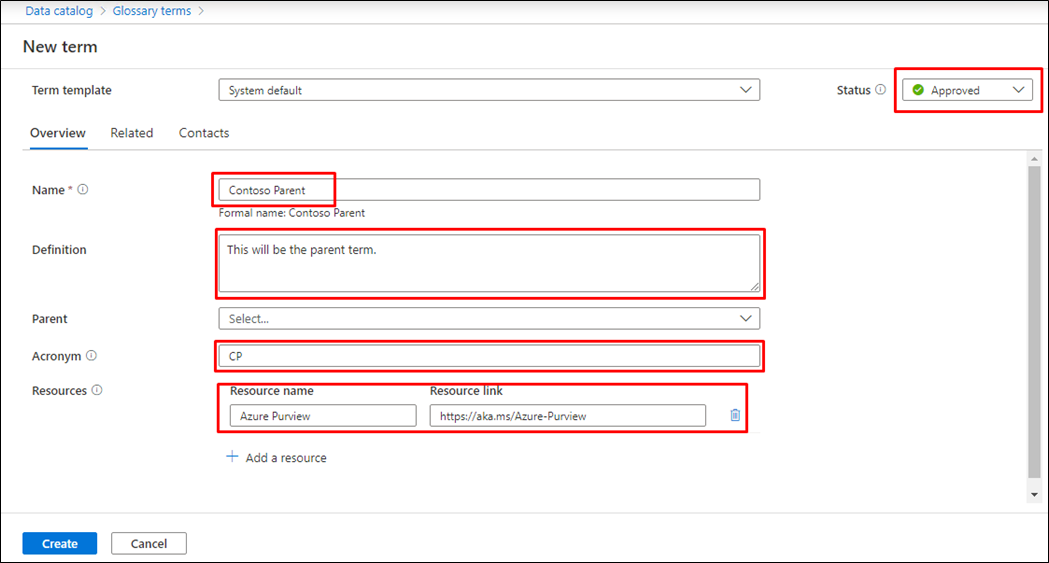 Data catalog > Glossary terms >
New term
Term template System default Status Approved
Overview Related Contacts
Name * Contoso Parent
Formal name: Contoso Parent
Definition This will be the parent term.
Parent Select...
Acronym CP
Resources Resource name Resource link
Azure Purview https://aka.ms/Azure-Purview
+ Add a resource
Create Cancel